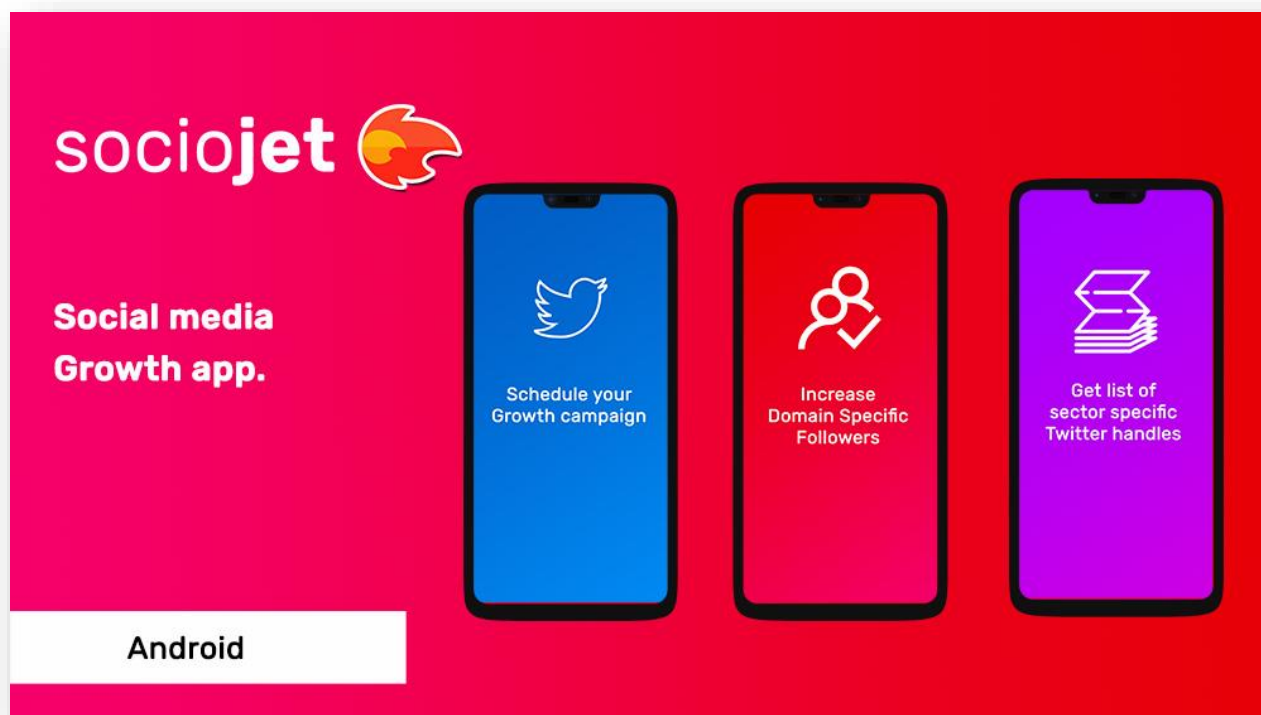 sociojet
Social media
Growth app.
Schedule your
Growth campaign
Increase
Domain Specific
Followers
Get list of
sector specific
Twitter handles
Android